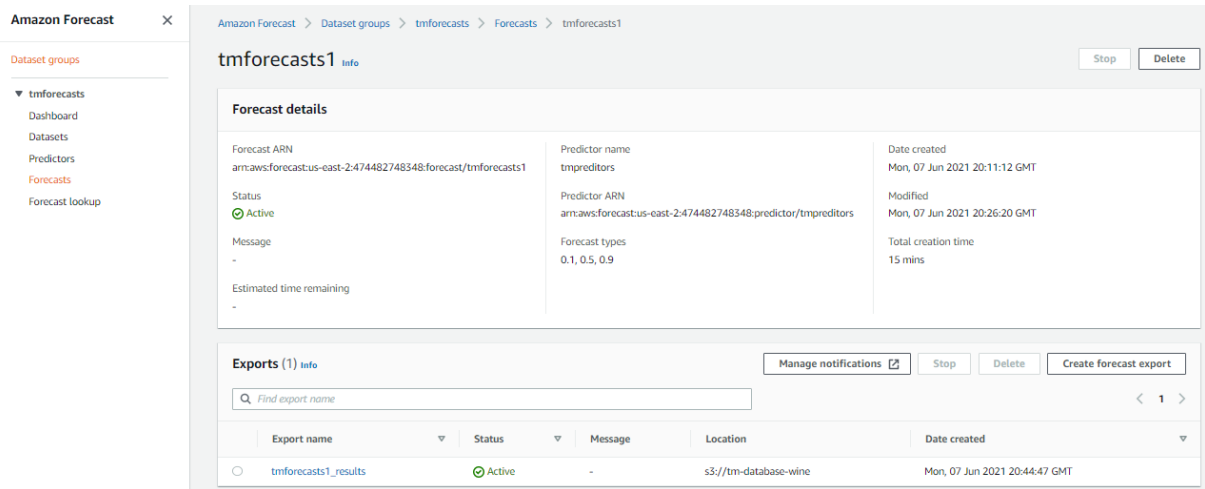 Amazon Forecast
Dataset groups
tmforecasts
Dashboard
Datasets
Predictors
Forecasts
Forecast lookup
Amazon Forecast > Dataset groups > tmforecasts > Forecasts > tmforecasts1
tmforecasts1 Info
Stop Delete
Forecast details
Forecast ARN
arn:aws:forecast:us-east-2:474482748348:forecast/tmforecasts1
Status
Active
Message
-
Estimated time remaining
-
Predictor name
tmpreditors
Predictor ARN
arn:aws:forecast:us-east-2:474482748348:predictor/tmpreditors
Forecast types
0.1, 0.5, 0.9
Date created
Mon, 07 Jun 2021 20:11:12 GMT
Modified
Mon, 07 Jun 2021 20:26:20 GMT
Total creation time
15 mins
Exports (1) Info
Manage notifications Stop Delete Create forecast export
Find export name
< 1 >
Export name Status Message Location Date created
tmforecasts1_results Active - s3://tm-database-wine Mon, 07 Jun 2021 20:44:47 GMT